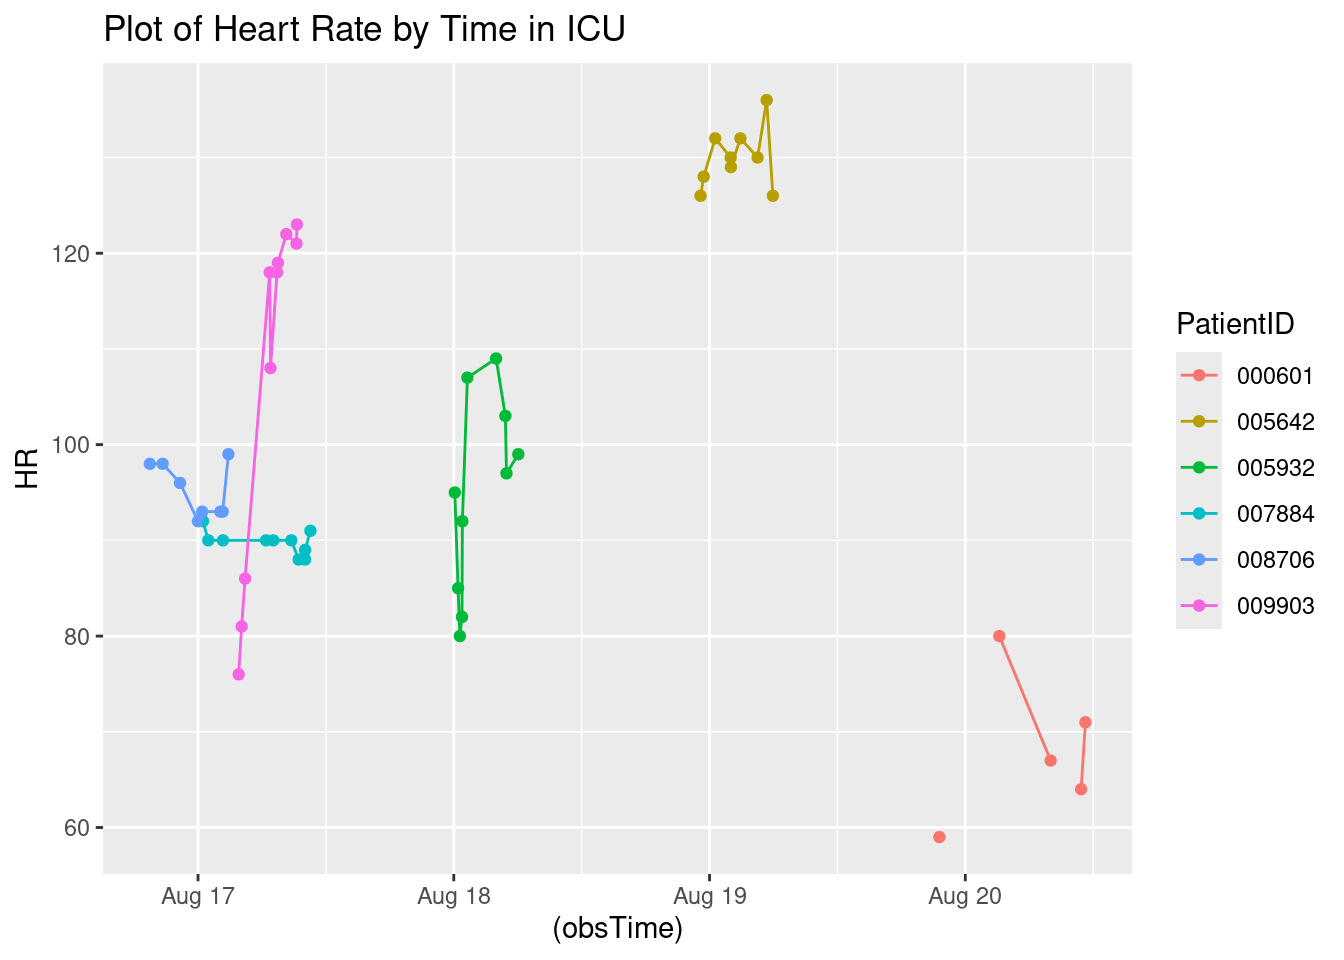 Plot of Heart Rate by Time in ICU
HR
120
100
80
60
Aug 17
Aug 18
Aug 19
Aug 20
(obsTime)
PatientID
000601
005642
005932
007884
008706
009903